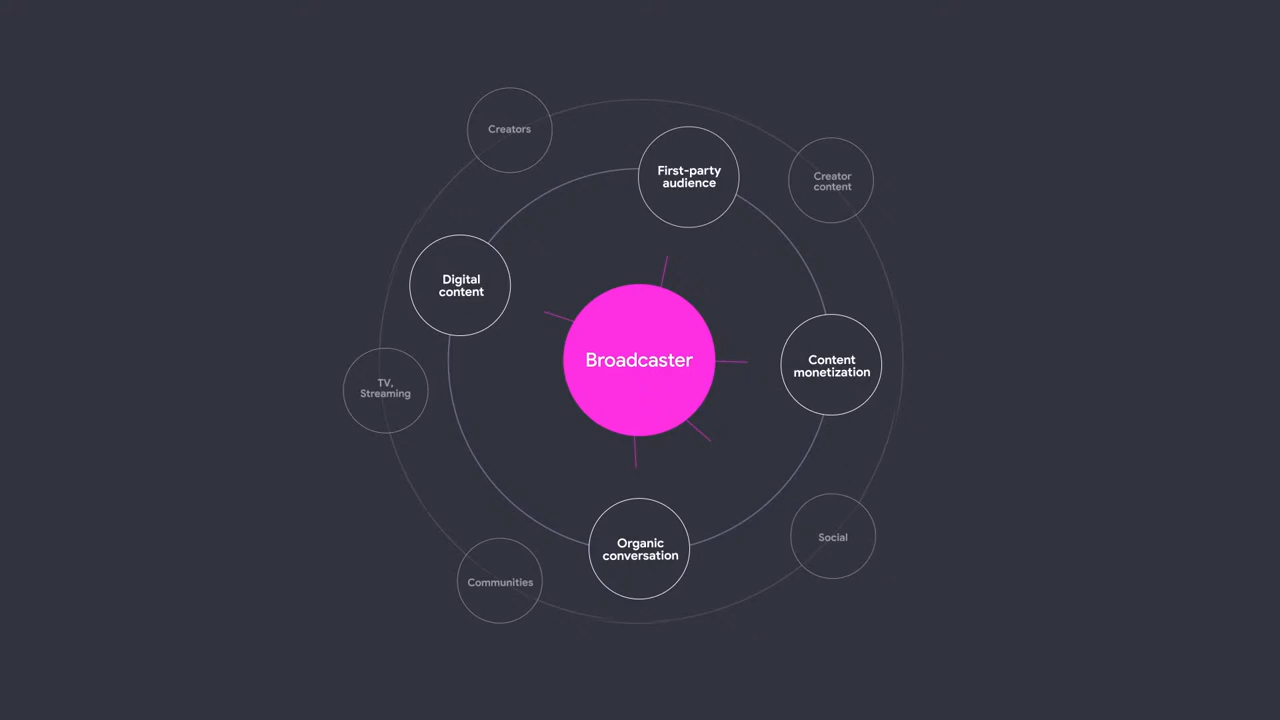 Creators
First-party
audience
Creator
content
Digital
content
Broadcaster
Content
monetization
TV,
Streaming
Organic
conversation
Social
Communities